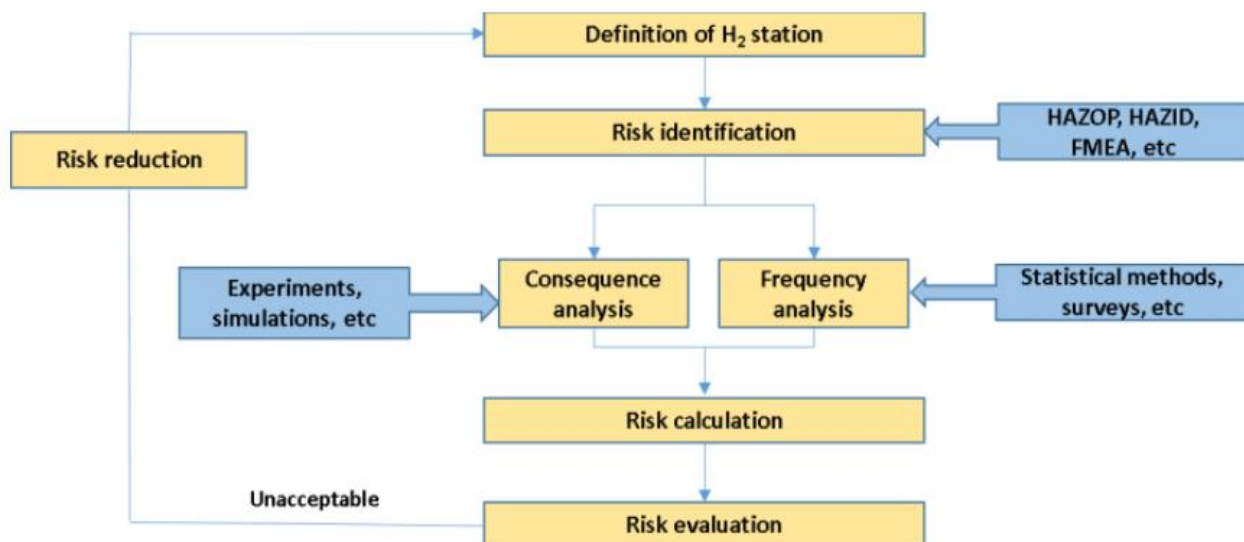 Definition of H₂ station
Risk identification
HAZOP, HAZID,
FMEA, etc
Risk reduction
Experiments,
simulations, etc
Consequence
analysis
Frequency
analysis
Statistical methods,
surveys, etc
Risk calculation
Unacceptable
Risk evaluation